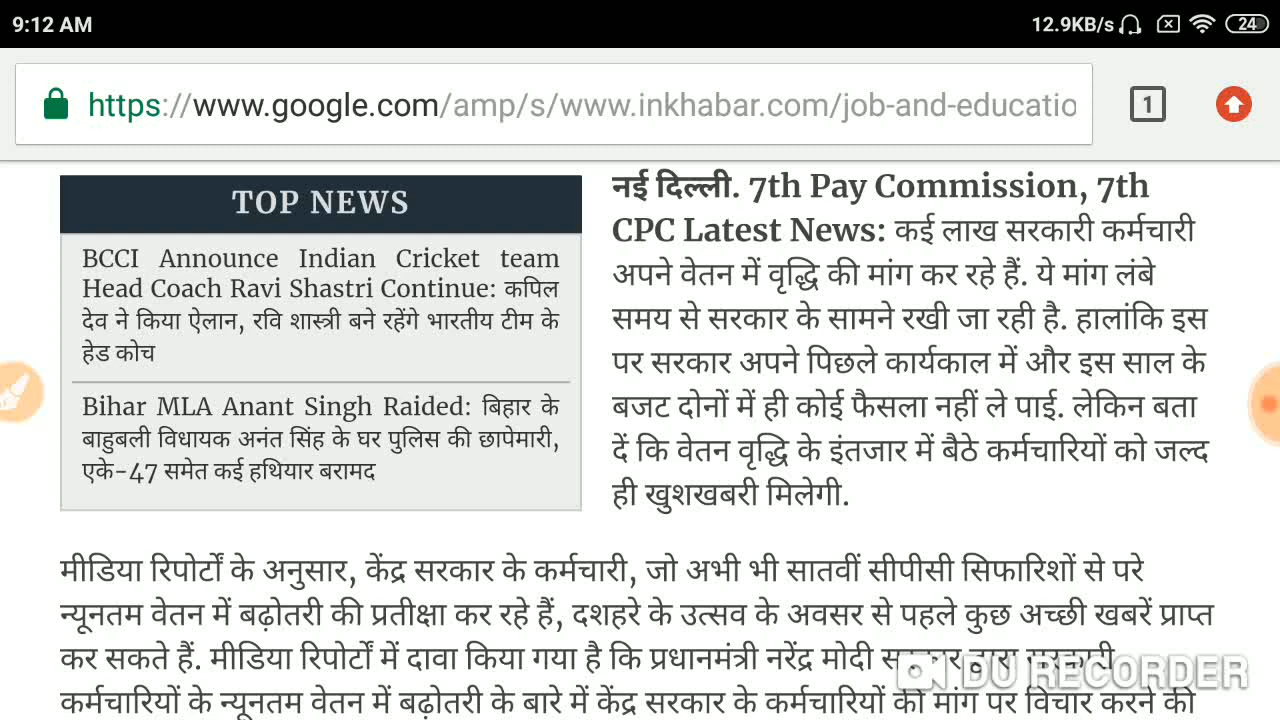 9:12 AM
12.9KB/s
24
https://www.google.com/amp/s/www.inkhabar.com/job-and-educatio
1
TOP NEWS
BCCI Announce Indian Cricket team
Head Coach Ravi Shastri Continue: कपिल
देव ने किया ऐलान, रवि शास्त्री बने रहेंगे भारतीय टीम के
हेड कोच
Bihar MLA Anant Singh Raided: बिहार के
बाहुबली विधायक अनंत सिंह के घर पुलिस की छापेमारी,
एके-47 समेत कई हथियार बरामद
नई दिल्ली. 7th Pay Commission, 7th
CPC Latest News: कई लाख सरकारी कर्मचारी
अपने वेतन में वृद्धि की मांग कर रहे हैं. ये मांग लंबे
समय से सरकार के सामने रखी जा रही है. हालांकि इस
पर सरकार अपने पिछले कार्यकाल में और इस साल के
बजट दोनों में ही कोई फैसला नहीं ले पाई. लेकिन बता
दें कि वेतन वृद्धि के इंतजार में बैठे कर्मचारियों को जल्द
ही खुशखबरी मिलेगी.
मीडिया रिपोर्टों के अनुसार, केंद्र सरकार के कर्मचारी, जो अभी भी सातवीं सीपीसी सिफारिशों से परे
न्यूनतम वेतन में बढ़ोतरी की प्रतीक्षा कर रहे हैं, दशहरे के उत्सव के अवसर से पहले कुछ अच्छी खबरें प्राप्त
कर सकते हैं. मीडिया रिपोर्टों में दावा किया गया है कि प्रधानमंत्री नरेंद्र मोदी सरकार द्वारा सरकारी
कर्मचारियों के न्यूनतम वेतन में बढ़ोतरी के बारे में केंद्र सरकार के कर्मचारियों की मांग पर विचार करने की
DU RECORDER